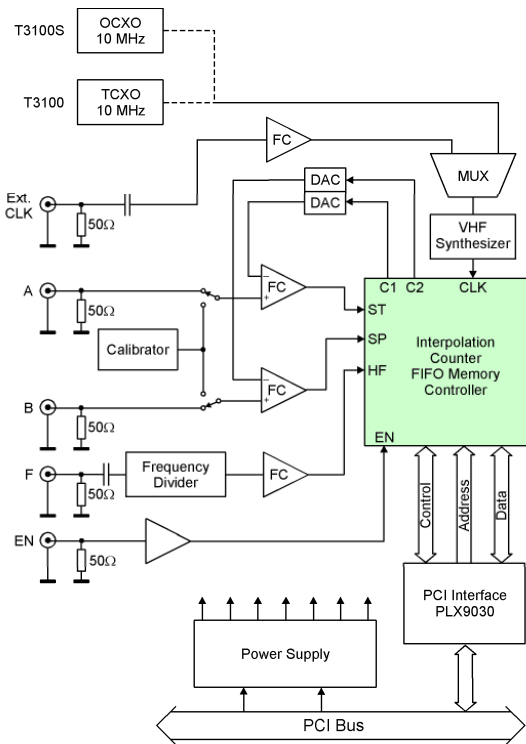 T3100S
OCXO
10 MHz
T3100
TCXO
10 MHz
FC
MUX
Ext.
CLK
50Ω
DAC
DAC
VHF
Synthesizer
A
50Ω
−
+
FC
C1 C2 CLK
ST
SP
HF
EN
Interpolation
Counter
FIFO Memory
Controller
Calibrator
−
+
FC
B
50Ω
F
50Ω
Frequency
Divider
FC
EN
50Ω
Control
Address
Data
PCI Interface
PLX9030
Power Supply
PCI Bus